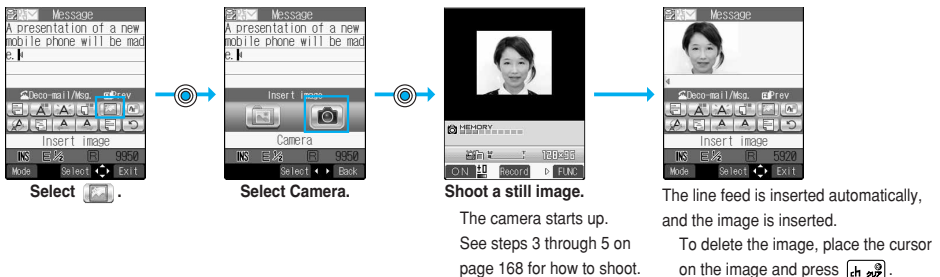 Message
A presentation of a new
mobile phone will be mad
e.
Deco-mail/Msg. Prev
Insert image
INS 9950
Mode Select Exit
Select .
Message
A presentation of a new
mobile phone will be mad
e.
Insert image
Camera
INS 9950
Select Back
Select Camera.
MEMORY
128×96
ON Record FUNC
Shoot a still image.
The camera starts up.
See steps 3 through 5 on
page 168 for how to shoot.
Message
Deco-mail/Msg. Prev
Insert image
INS 5920
Mode Select Exit
The line feed is inserted automatically,
and the image is inserted.
To delete the image, place the cursor
on the image and press .